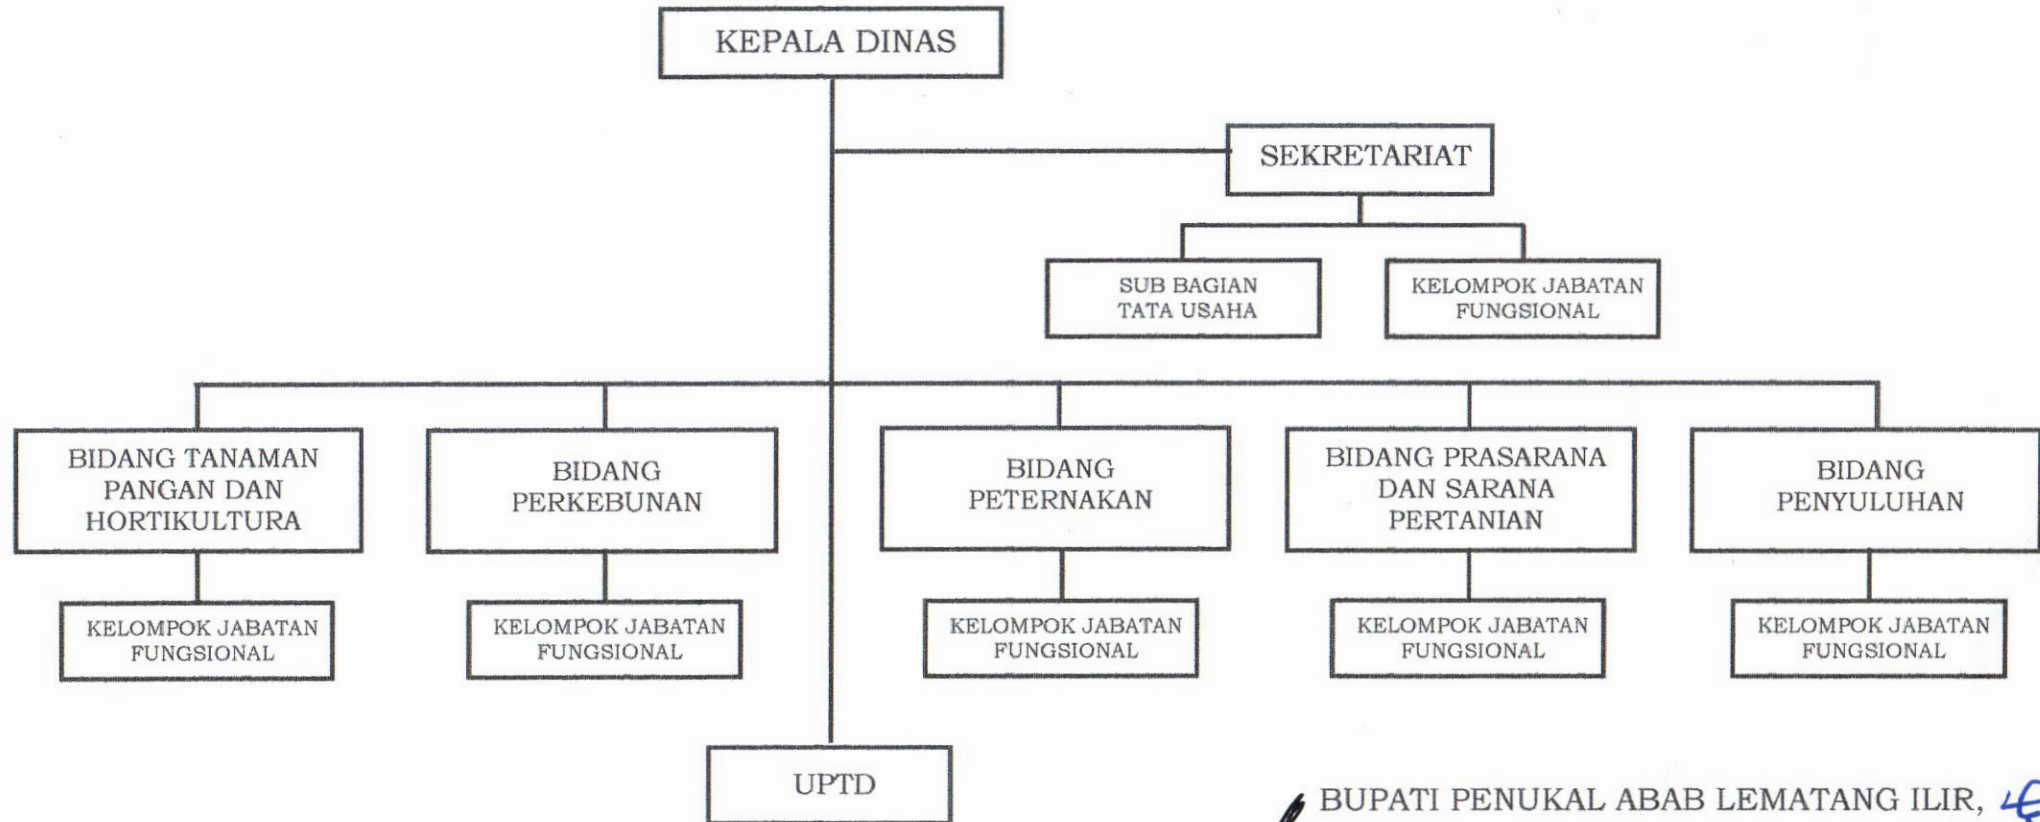 KEPALA DINAS
SEKRETARIAT
SUB BAGIAN
TATA USAHA
KELOMPOK JABATAN
FUNGSIONAL
BIDANG TANAMAN
PANGAN DAN
HORTIKULTURA
BIDANG
PERKEBUNAN
BIDANG
PETERNAKAN
BIDANG PRASARANA
DAN SARANA
PERTANIAN
BIDANG
PENYULUHAN
KELOMPOK JABATAN
FUNGSIONAL
KELOMPOK JABATAN
FUNGSIONAL
KELOMPOK JABATAN
FUNGSIONAL
KELOMPOK JABATAN
FUNGSIONAL
KELOMPOK JABATAN
FUNGSIONAL
UPTD
BUPATI PENUKAL ABAB LEMATANG ILIR,